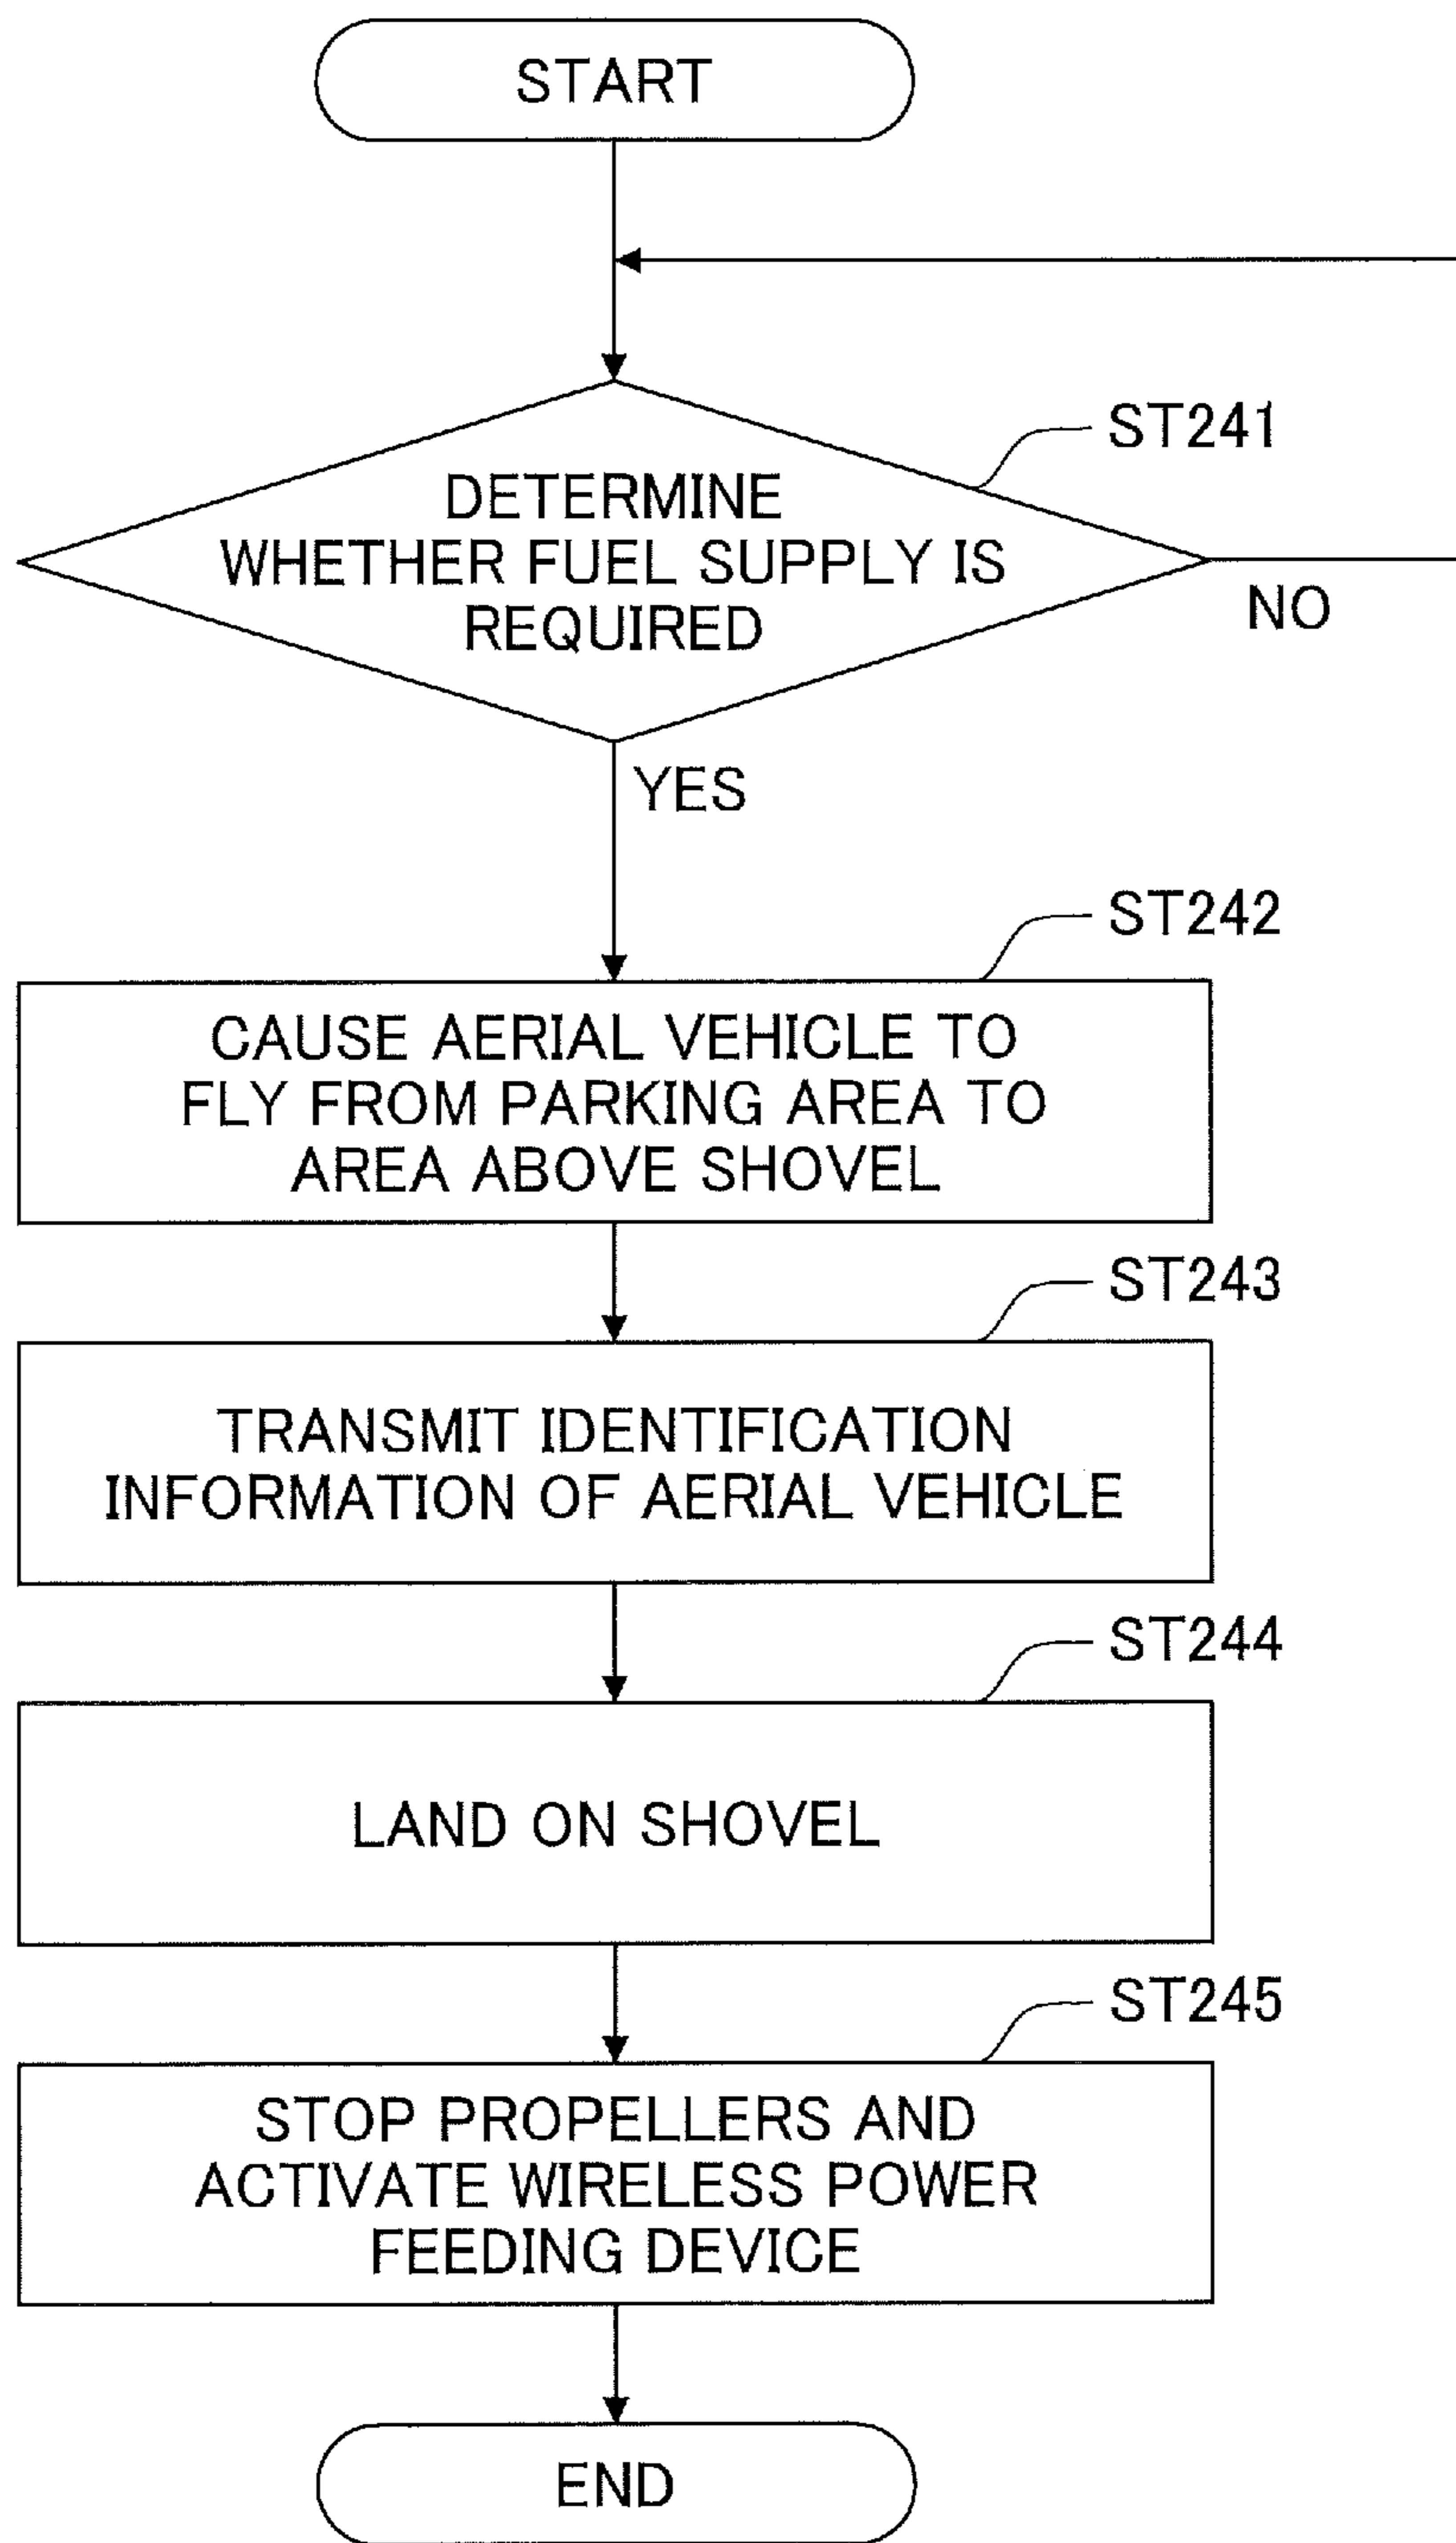 START
ST241
DETERMINE
WHETHER FUEL SUPPLY IS
REQUIRED
NO
YES
ST242
CAUSE AERIAL VEHICLE TO
FLY FROM PARKING AREA TO
AREA ABOVE SHOVEL
ST243
TRANSMIT IDENTIFICATION
INFORMATION OF AERIAL VEHICLE
ST244
LAND ON SHOVEL
ST245
STOP PROPELLERS AND
ACTIVATE WIRELESS POWER
FEEDING DEVICE
END